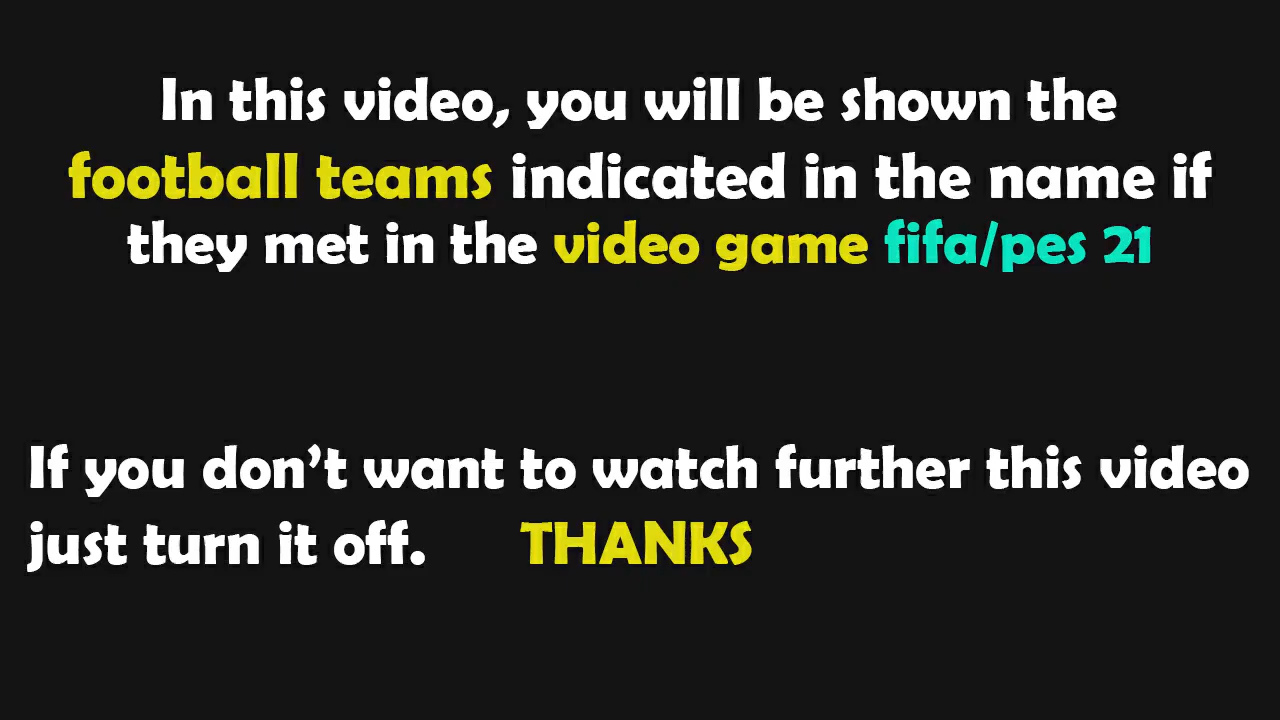 In this video, you will be shown the
football teams indicated in the name if
they met in the video game fifa/pes 21
If you don’t want to watch further this video
just turn it off. THANKS